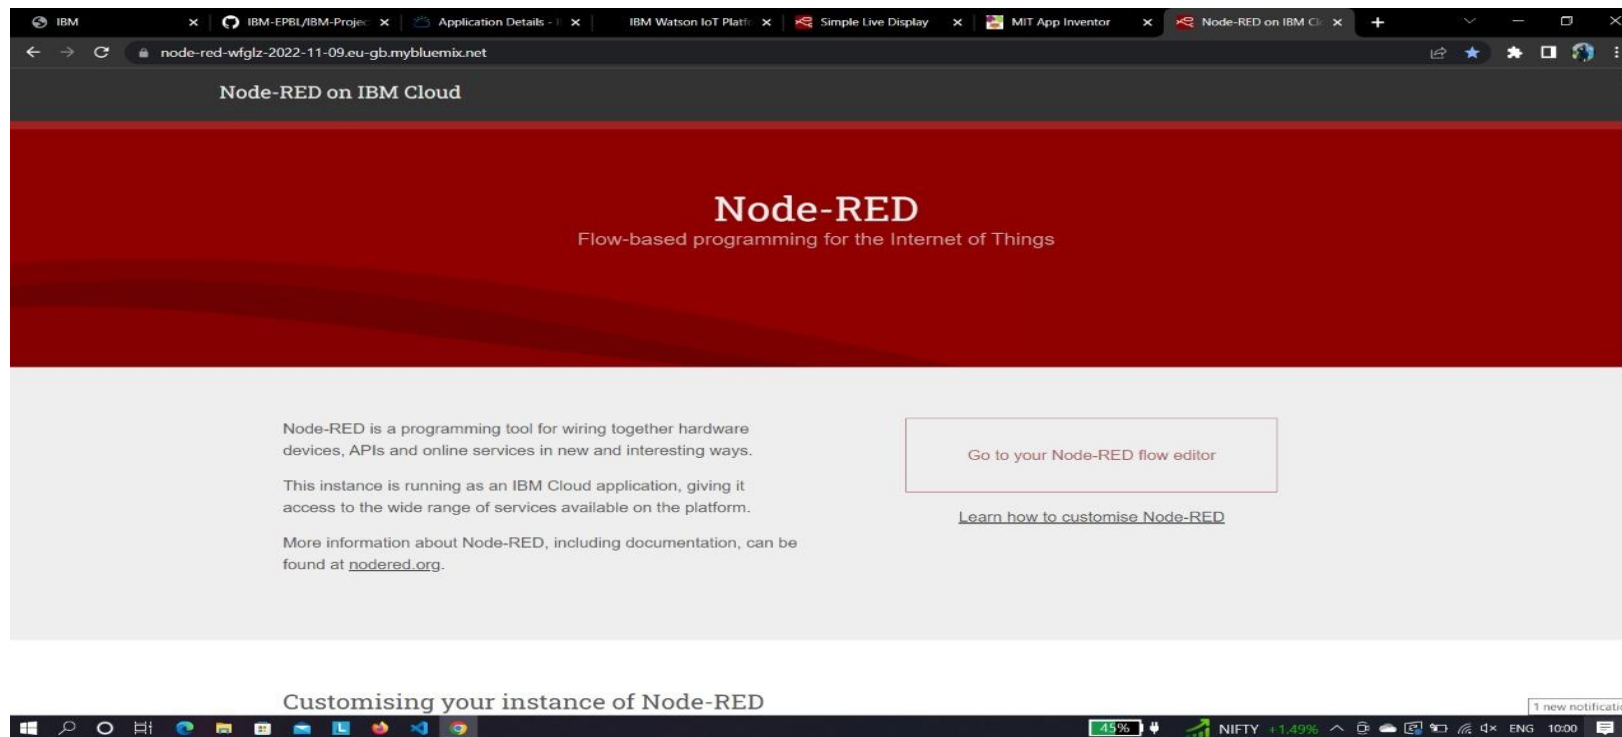 IBM
IBM-EPBL/IBM-Projec
Application Details - I
IBM Watson IoT Platf
Simple Live Display
MIT App Inventor
Node-RED on IBM Cl
node-red-wfglz-2022-11-09.eu-gb.mybluemix.net
Node-RED on IBM Cloud
Node-RED
Flow-based programming for the Internet of Things
Node-RED is a programming tool for wiring together hardware
devices, APIs and online services in new and interesting ways.
This instance is running as an IBM Cloud application, giving it
access to the wide range of services available on the platform.
More information about Node-RED, including documentation, can be
found at nodered.org.
Go to your Node-RED flow editor
Learn how to customise Node-RED
Customising your instance of Node-RED
1 new notificatio
L
45%
NIFTY +1.49%
ENG
10:00